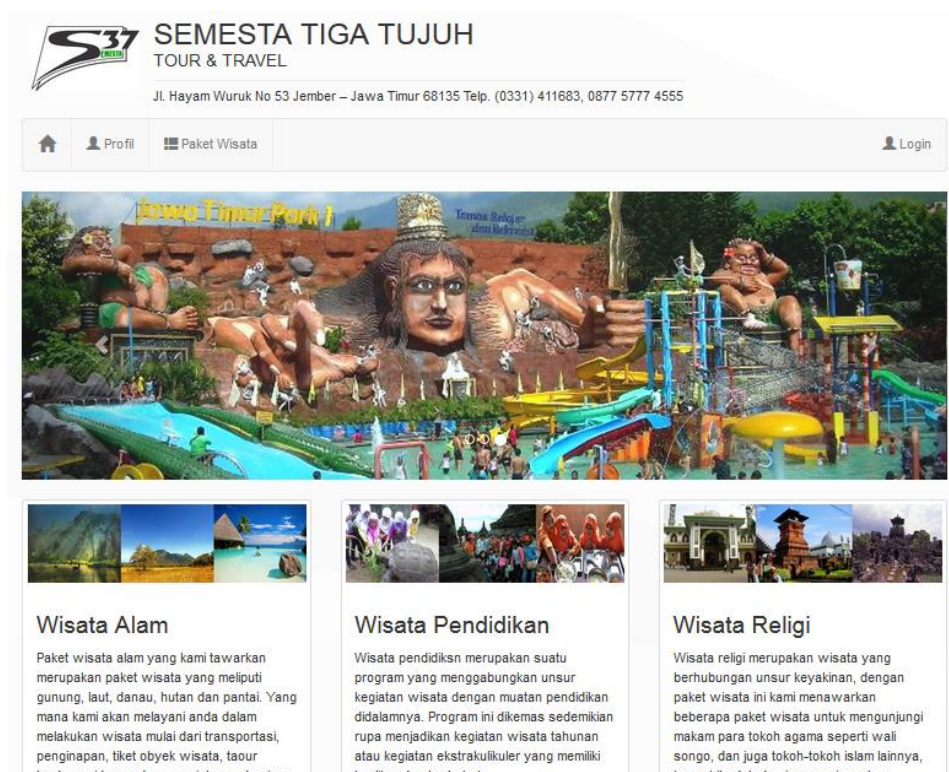 S37
SEMESTA
SEMESTA TIGA TUJUH
TOUR & TRAVEL
Jl. Hayam Wuruk No 53 Jember – Jawa Timur 68135 Telp. (0331) 411683, 0877 5777 4555
Profil
Paket Wisata
Login
Jawa Timur Park 1
Taman Belajar
dan Rekreasi
Wisata Alam
Paket wisata alam yang kami tawarkan
merupakan paket wisata yang meliputi
gunung, laut, danau, hutan dan pantai. Yang
mana kami akan melayani anda dalam
melakukan wisata mulai dari transportasi,
penginapan, tiket obyek wisata, taour
Wisata Pendidikan
Wisata pendidiksn merupakan suatu
program yang menggabungkan unsur
kegiatan wisata dengan muatan pendidikan
didalamnya. Program ini dikemas sedemikian
rupa menjadikan kegiatan wisata tahunan
atau kegiatan ekstrakulikuler yang memiliki
Wisata Religi
Wisata religi merupakan wisata yang
berhubungan unsur keyakinan, dengan
paket wisata ini kami menawarkan
beberapa paket wisata untuk mengunjungi
makam para tokoh agama seperti wali
songo, dan juga tokoh-tokoh islam lainnya,